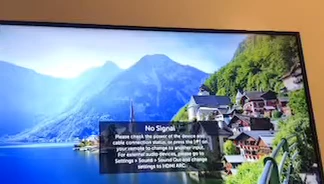 No Signal
Please check the power of the device and
cable connection status, or press the INPUT on
your remote to change to another input.
For external audio devices, please go to
Settings > Sound > Sound Out and change
settings to HDMI ARC.